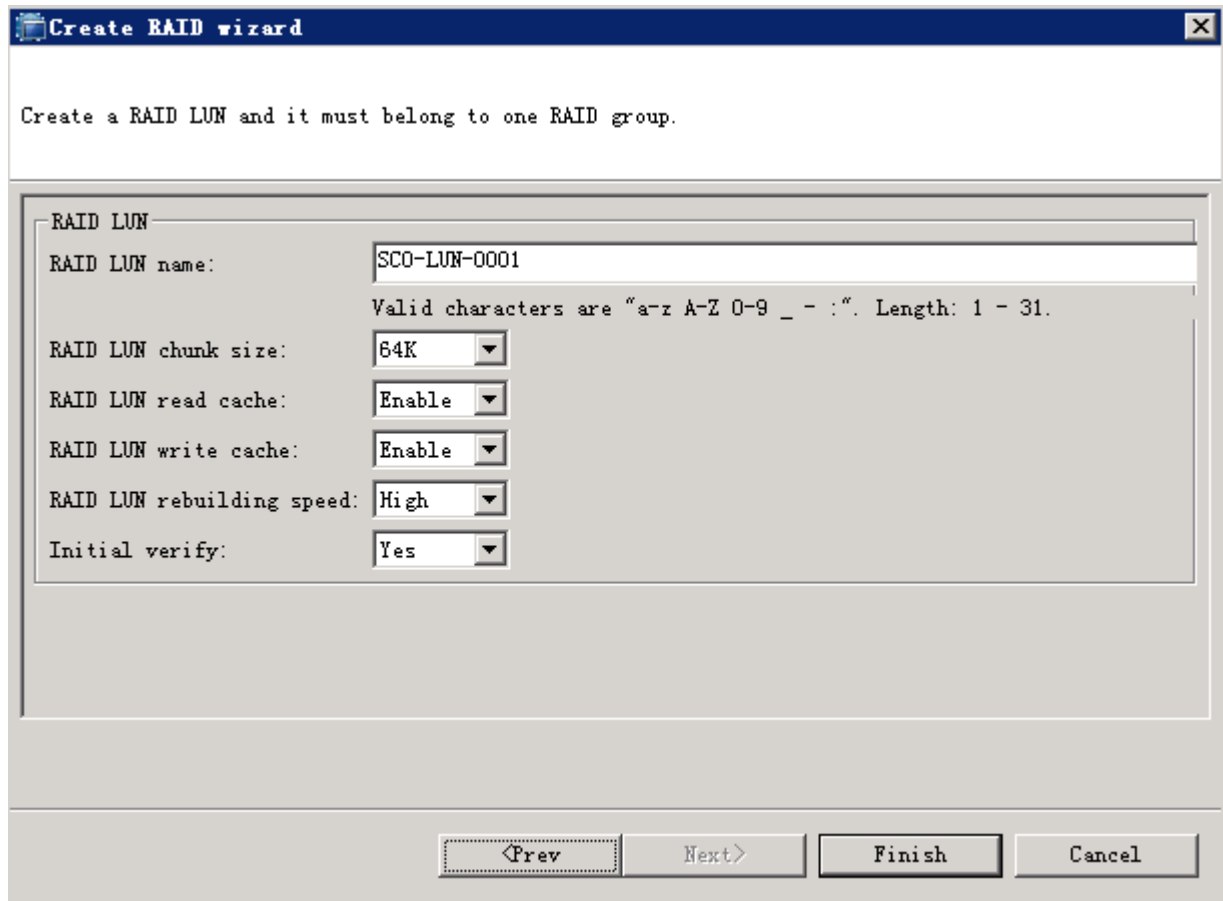 Create RAID wizard
Create a RAID LUN and it must belong to one RAID group.
RAID LUN
RAID LUN name: SCO-LUN-0001
Valid characters are "a-z A-Z 0-9 _ - :". Length: 1 - 31.
RAID LUN chunk size: 64K
RAID LUN read cache: Enable
RAID LUN write cache: Enable
RAID LUN rebuilding speed: High
Initial verify: Yes
<Prev Next> Finish Cancel